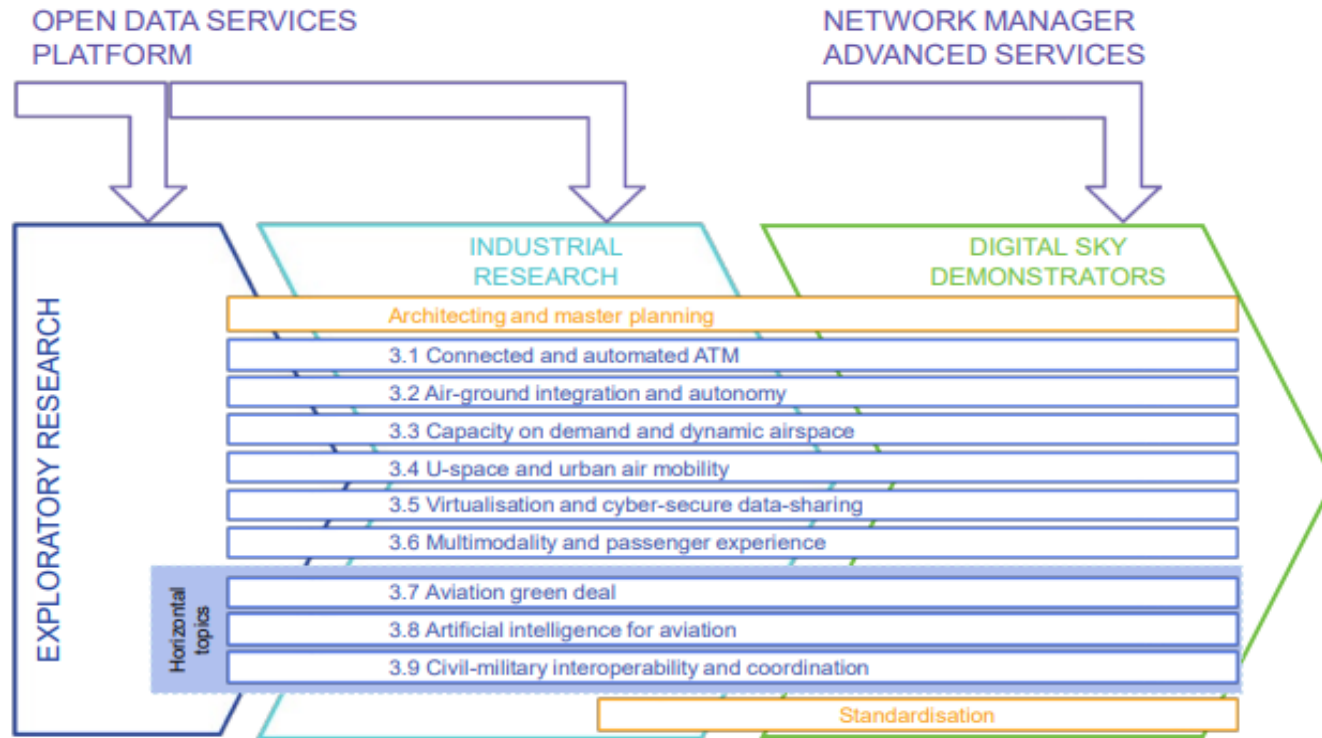 OPEN DATA SERVICES
PLATFORM
NETWORK MANAGER
ADVANCED SERVICES
EXPLORATORY RESEARCH
INDUSTRIAL
RESEARCH
DIGITAL SKY
DEMONSTRATORS
Architecting and master planning
3.1 Connected and automated ATM
3.2 Air-ground integration and autonomy
3.3 Capacity on demand and dynamic airspace
3.4 U-space and urban air mobility
3.5 Virtualisation and cyber-secure data-sharing
3.6 Multimodality and passenger experience
Horizontal
topics
3.7 Aviation green deal
3.8 Artificial intelligence for aviation
3.9 Civil-military interoperability and coordination
Standardisation